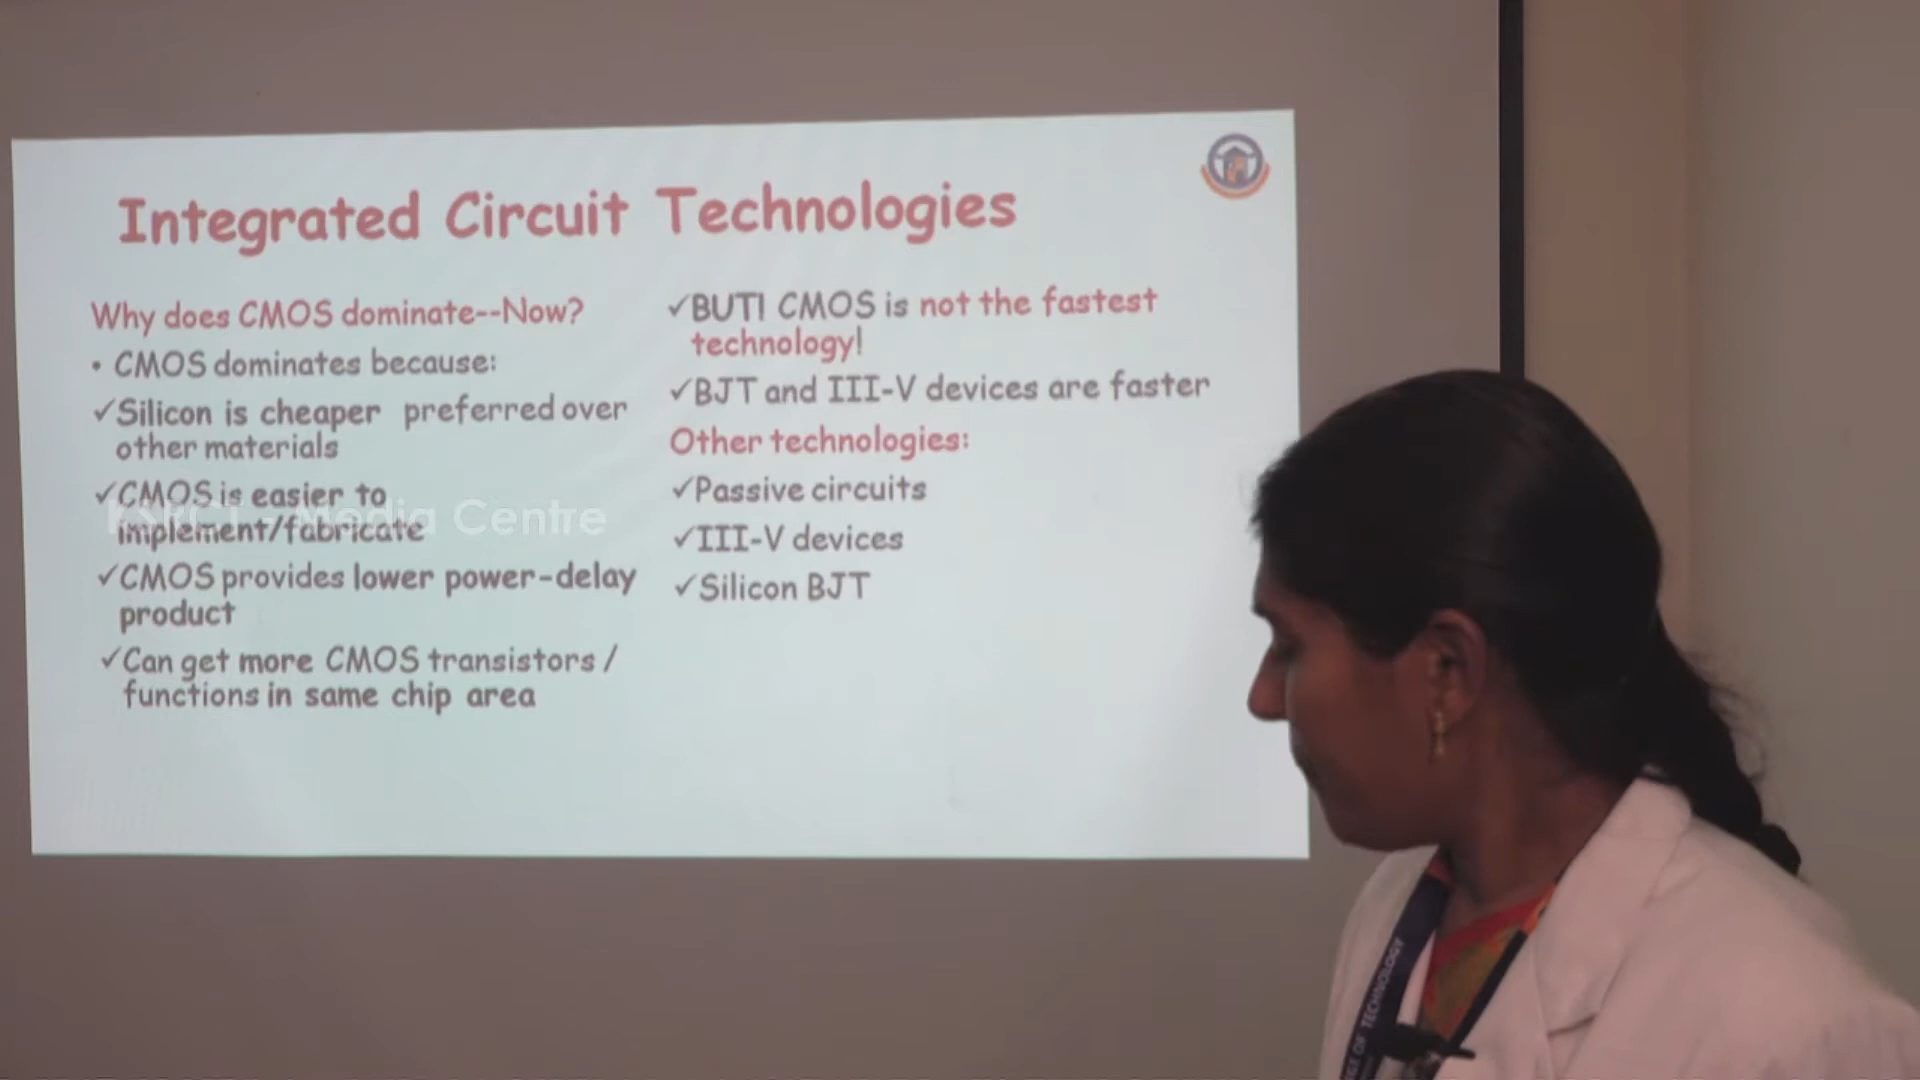 Integrated Circuit Technologies
Why does CMOS dominate--Now?
• CMOS dominates because:
✓Silicon is cheaper preferred over
other materials
✓CMOS is easier to
implement/fabricate
✓CMOS provides lower power-delay
product
✓Can get more CMOS transistors /
functions in same chip area
✓BUT! CMOS is not the fastest
technology!
✓BJT and III-V devices are faster
Other technologies:
✓Passive circuits
✓III-V devices
✓Silicon BJT
Media Centre
OF TECHNOLOGY